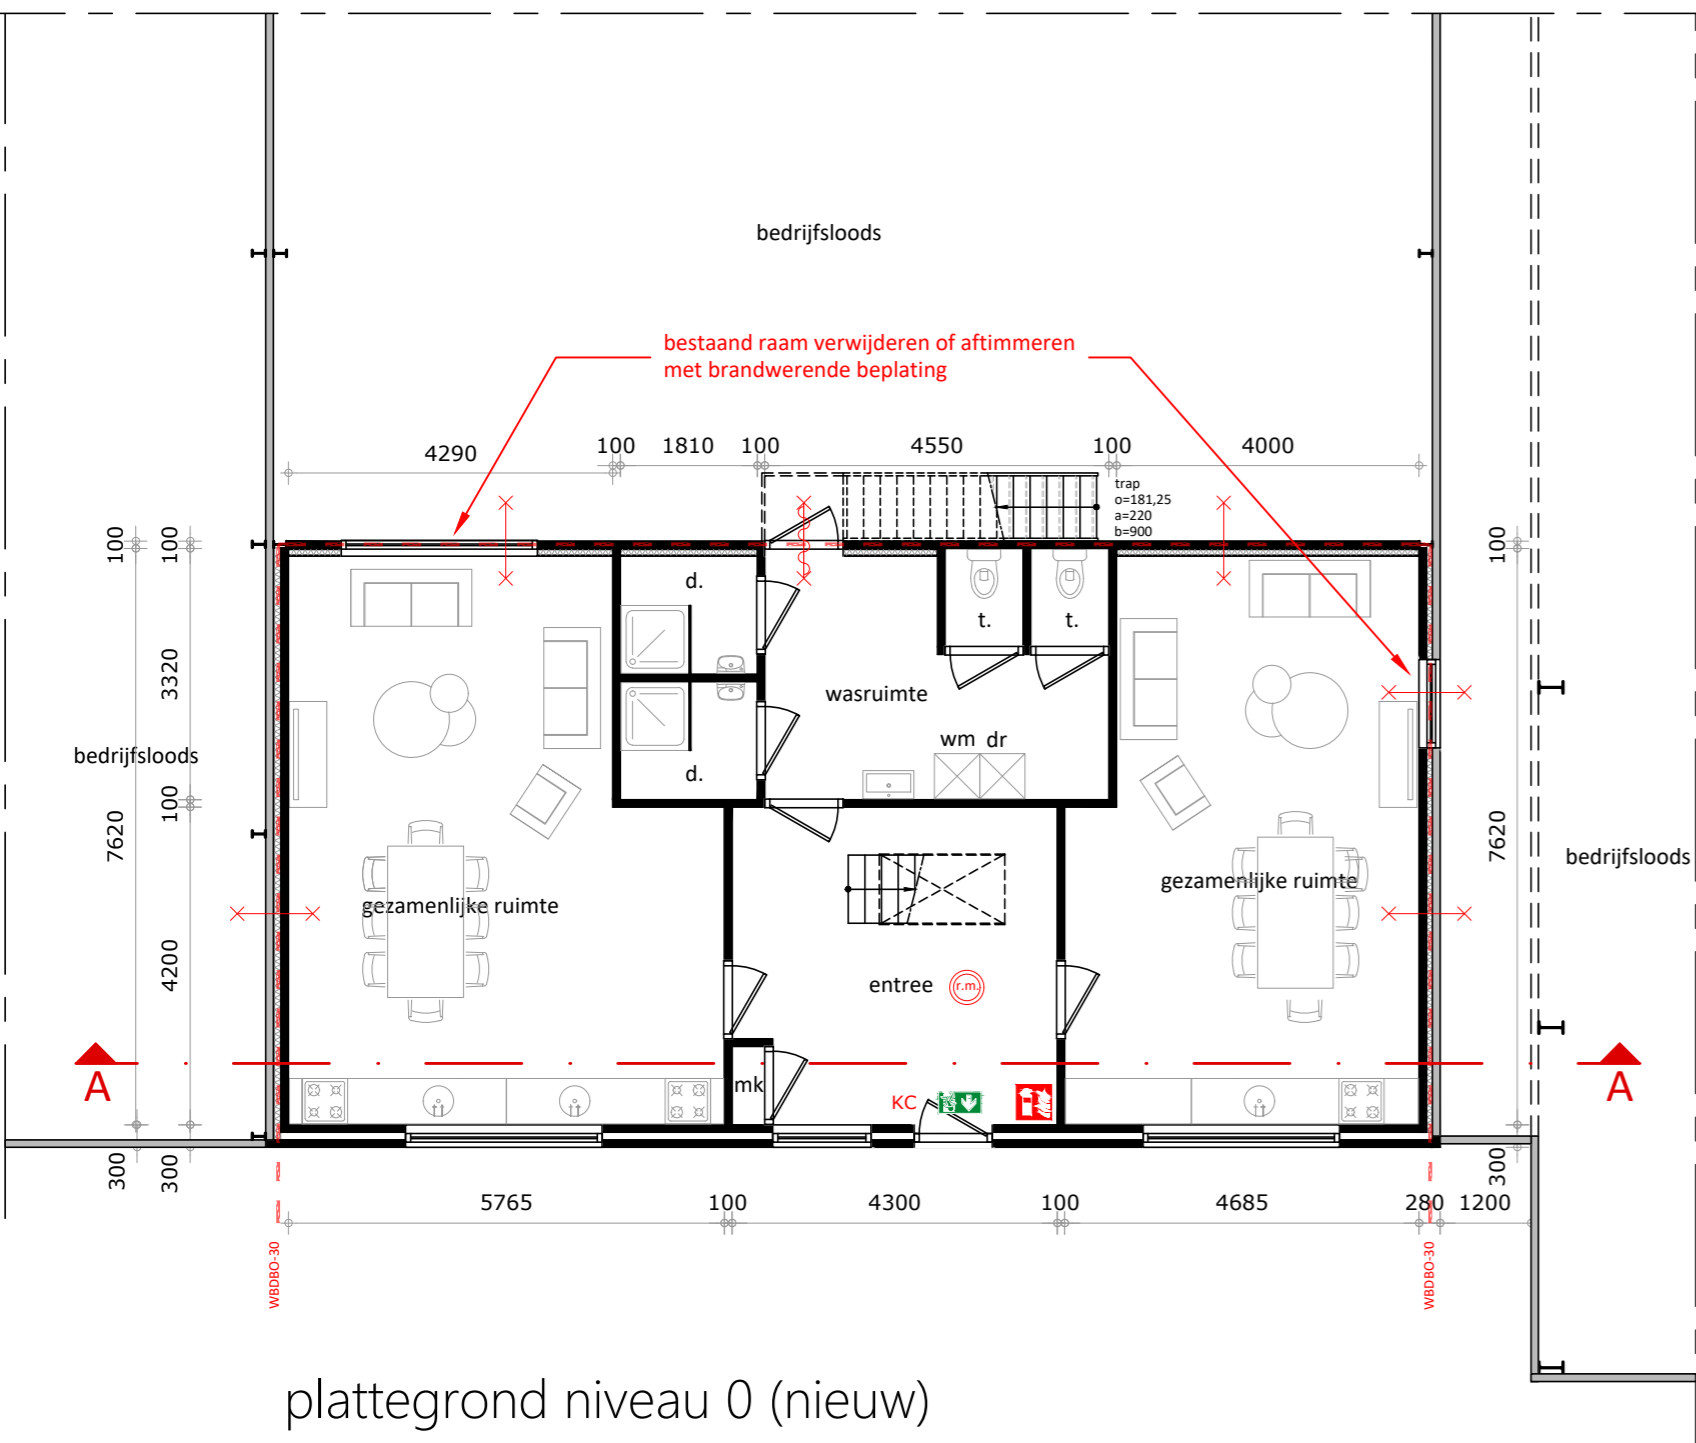 bedrijfsloods
bestaand raam verwijderen of aftimmeren
met brandwerende beplating
4290
100
1810
100
4550
100
4000
trap
o=181,25
a=220
b=900
100
100
100
d.
t.
t.
3320
wasruimte
wm dr
bedrijfsloods
d.
100
7620
7620
bedrijfsloods
gezamenlijke ruimte
gezamenlijke ruimte
4200
entree
r.m.
A
A
mk
KC
300
300
300
5765
100
4300
100
4685
280
1200
WBDBO-30
WBDBO-30
plattegrond niveau 0 (nieuw)